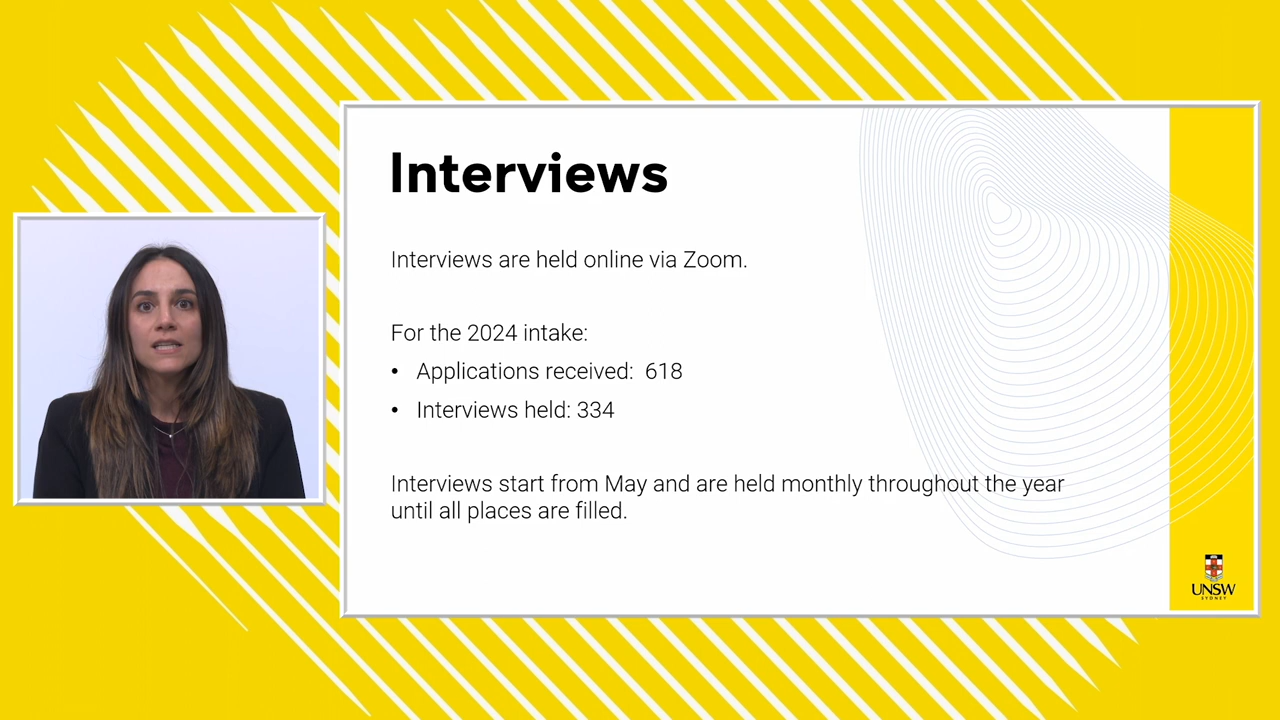 Interviews
Interviews are held online via Zoom.
For the 2024 intake:
• Applications received:  618
• Interviews held: 334
Interviews start from May and are held monthly throughout the year
until all places are filled.
UNSW
SYDNEY